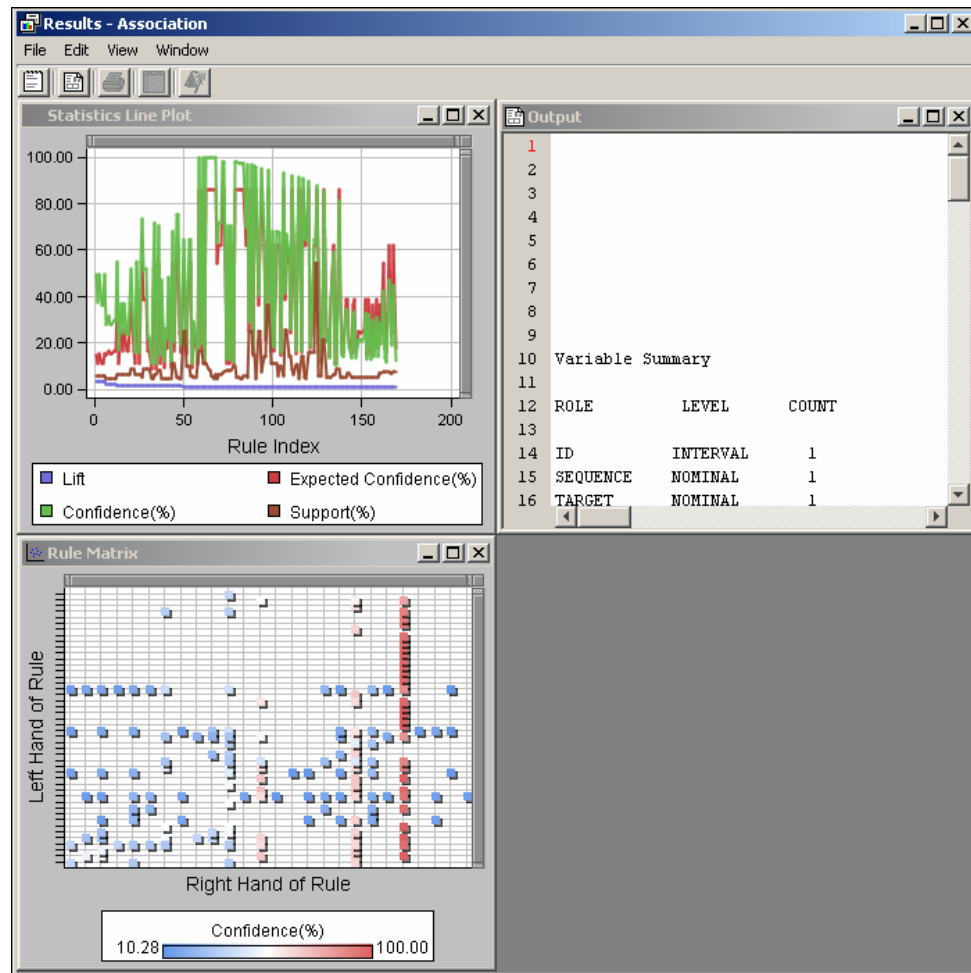 Results - Association
File Edit View Window
Statistics Line Plot
100.00
80.00
60.00
40.00
20.00
0.00
0 50 100 150 200
Rule Index
Lift Expected Confidence(%)
Confidence(%) Support(%)
Output
1
2
3
4
5
6
7
8
9
10 Variable Summary
11
12 ROLE LEVEL COUNT
13
14 ID INTERVAL 1
15 SEQUENCE NOMINAL 1
16 TARGET NOMINAL 1
Rule Matrix
Left Hand of Rule
Right Hand of Rule
Confidence(%)
10.28 100.00